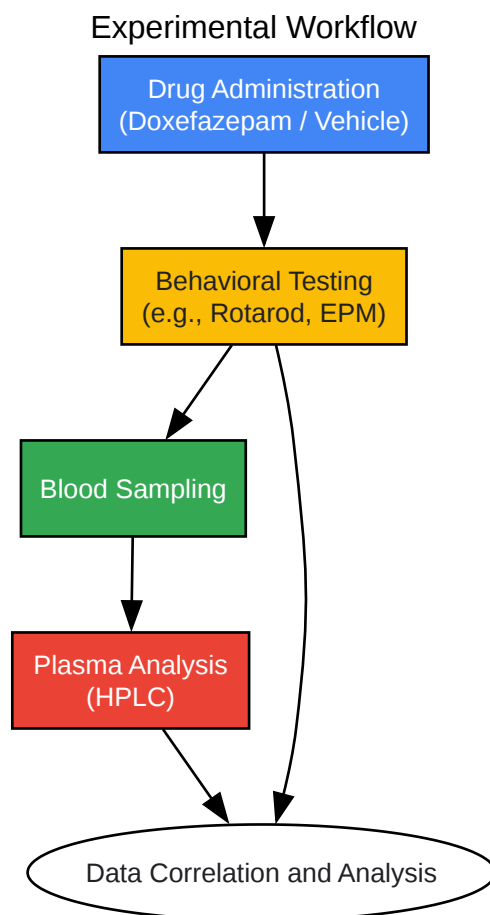 Experimental Workflow
Drug Administration
(Doxefazepam / Vehicle)
Behavioral Testing
(e.g., Rotarod, EPM)
Blood Sampling
Plasma Analysis
(HPLC)
Data Correlation and Analysis